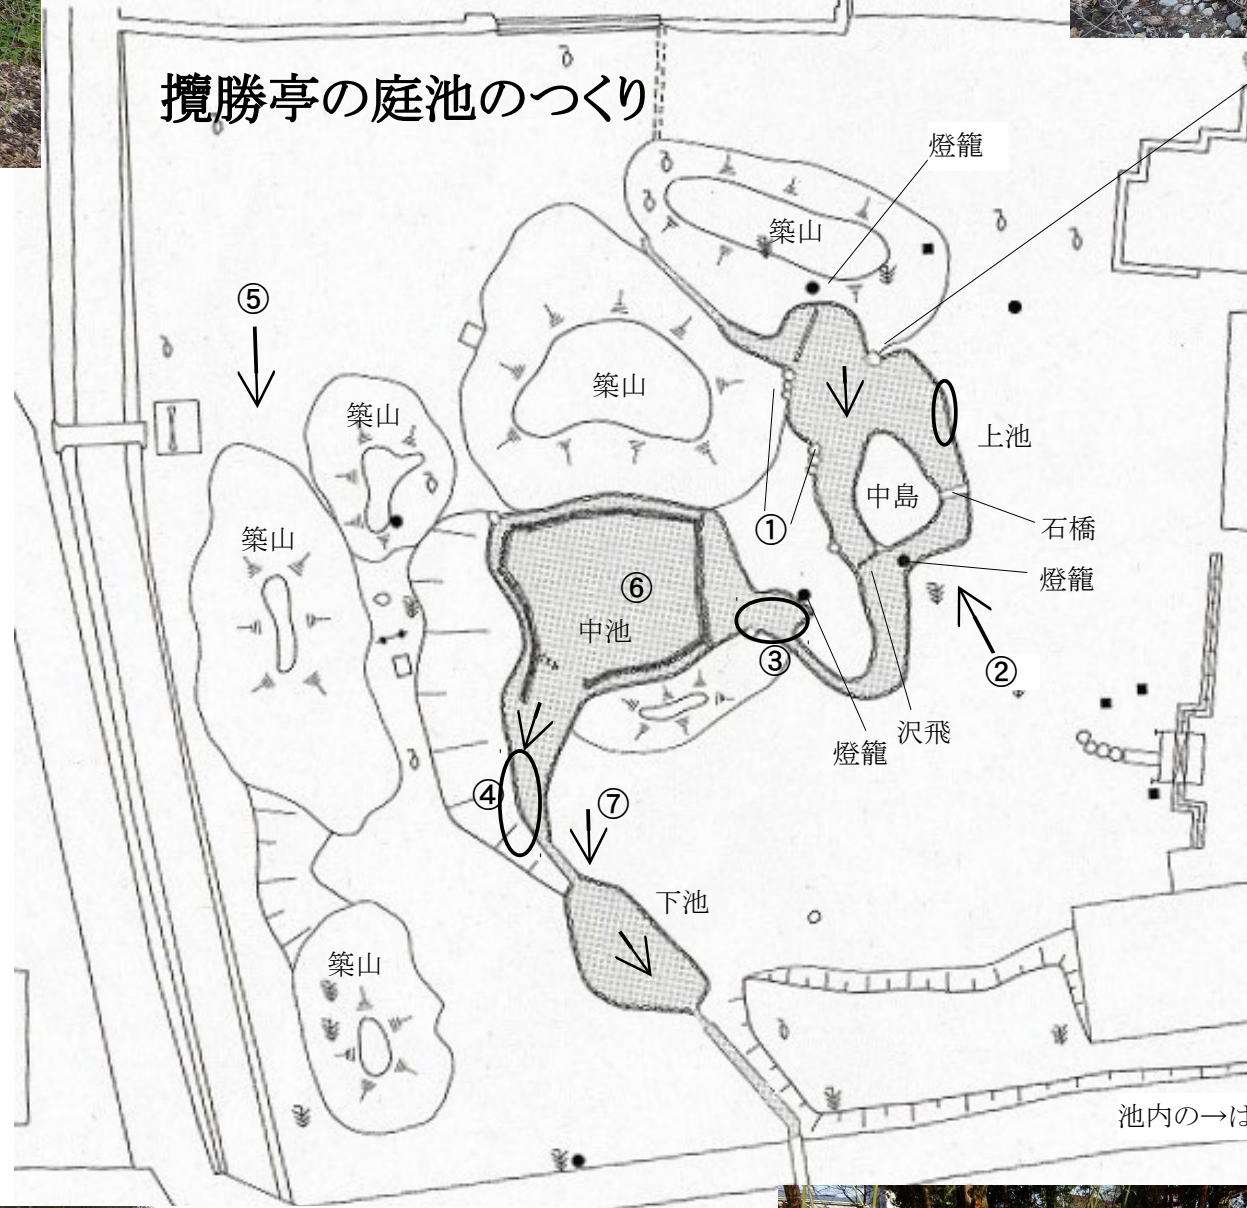 攬勝亭の庭池のつくり
燈籠
築山
⑤
築山
築山
上池
中島
築山
①
石橋
燈籠
⑥
中池
③
②
沢飛
燈籠
④
⑦
下池
築山
池内の→は